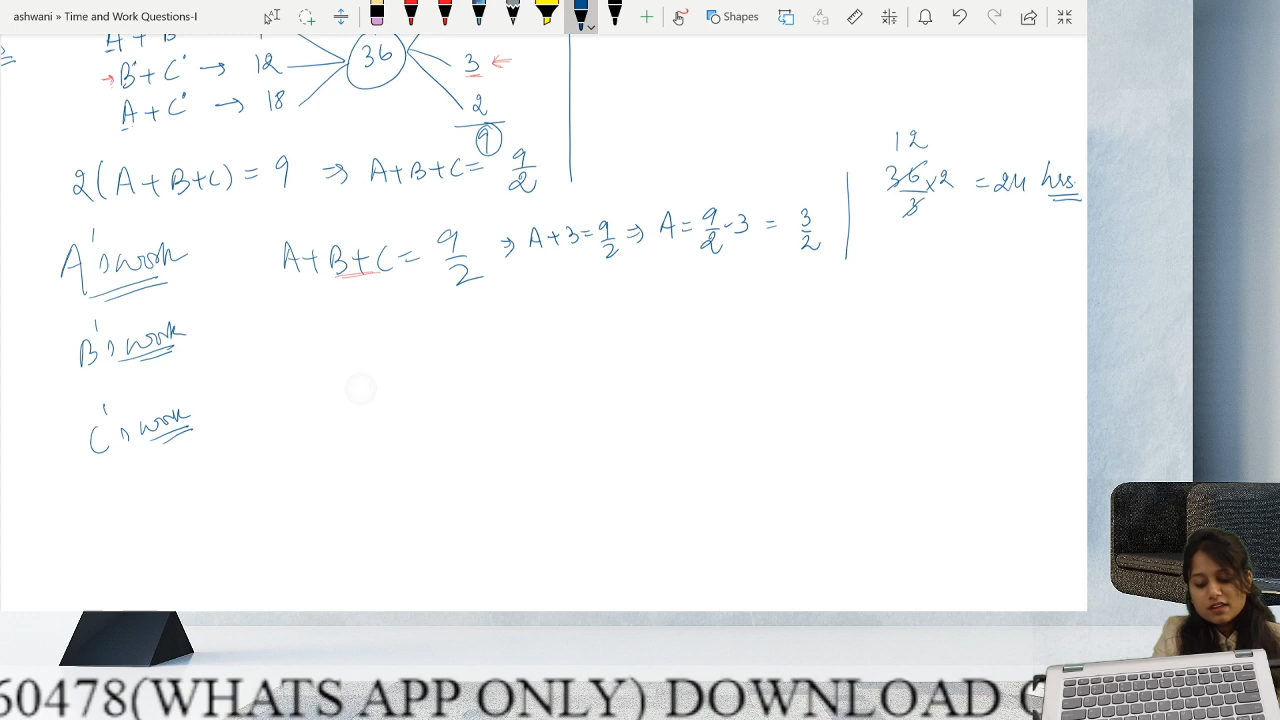 ashwani » Time and Work Questions-I
Shapes
A + B
B + C → 12
36
3 ←
A + C → 18
2
9
2(A+B+C) = 9 ⇒ A+B+C = 9/2
12
36/3 x 2 = 24 hrs.
A's work
A+B+C = 9/2 ⇒ A+3 = 9/2 ⇒ A = 9/2 - 3 = 3/2
B's work
C's work
60478(WHATS APP ONLY) DOWNLOAD